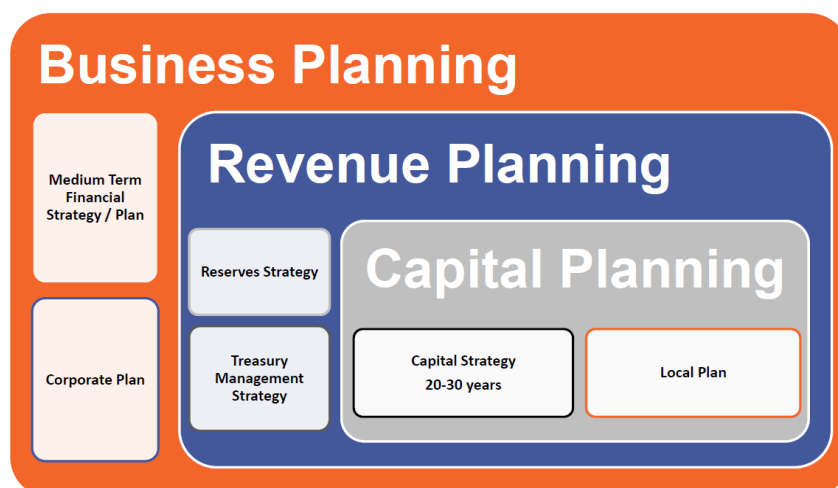 Business Planning
Revenue Planning
Medium Term
Financial
Strategy / Plan
Reserves Strategy
Capital Planning
Corporate Plan
Treasury
Management
Strategy
Capital Strategy
20-30 years
Local Plan